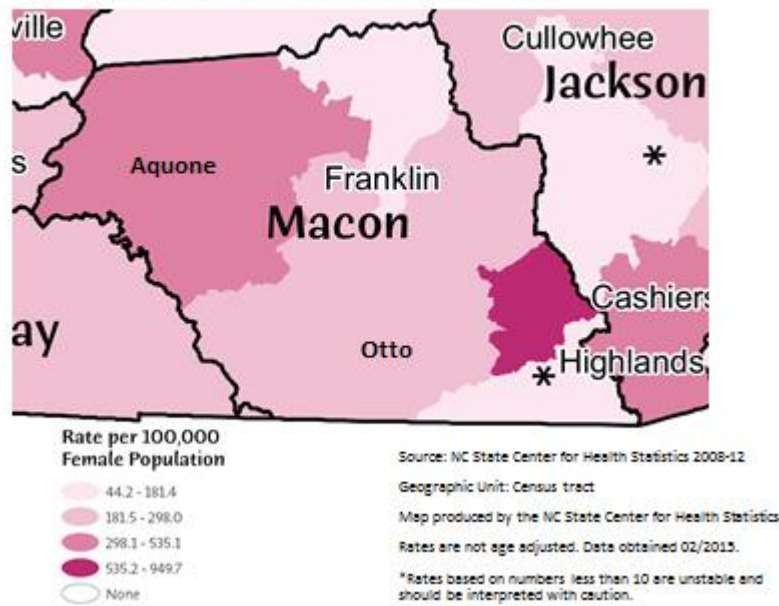 ville
Cullowhee
Jackson
*
s
Aquone
Franklin
Macon
Cashiers
ay
Otto
Highlands
*
Rate per 100,000
Female Population
44.2 - 181.4
181.5 - 298.0
298.1 - 535.1
535.2 - 949.7
None
Source: NC State Center for Health Statistics 2008-12
Geographic Unit: Census tract
Map produced by the NC State Center for Health Statistics
Rates are not age adjusted. Data obtained 02/2015.
*Rates based on numbers less than 10 are unstable and
should be interpreted with caution.